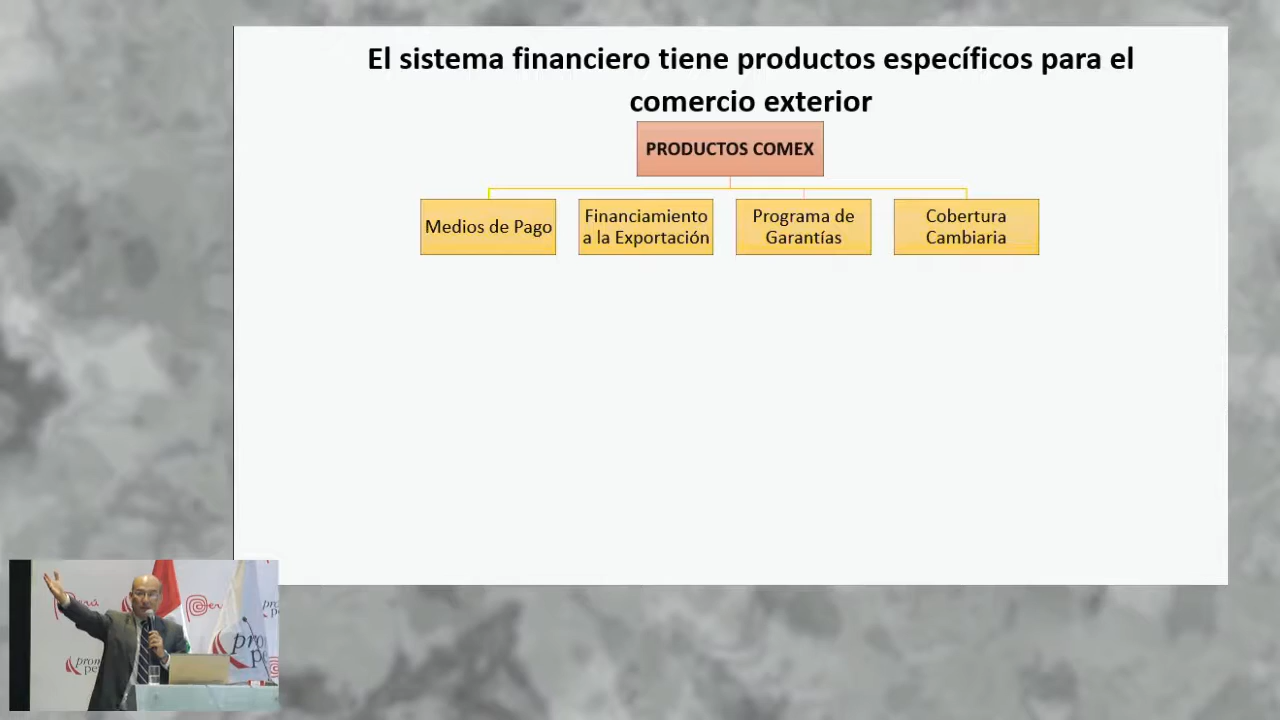 El sistema financiero tiene productos específicos para el
comercio exterior
PRODUCTOS COMEX
Medios de Pago
Financiamiento
a la Exportación
Programa de
Garantías
Cobertura
Cambiaria
Perú